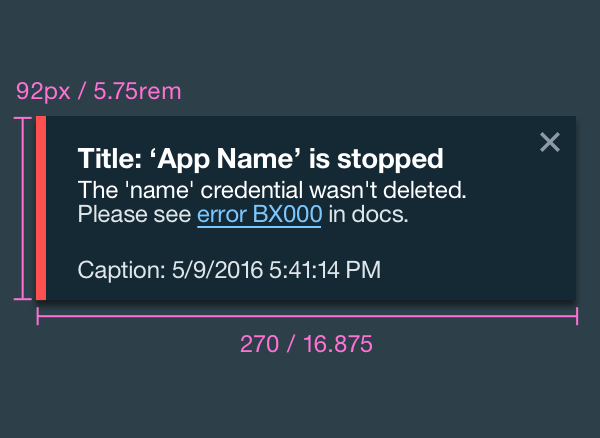 92px / 5.75rem
Title: ‘App Name’ is stopped
The 'name' credential wasn't deleted.
Please see error BX000 in docs.
Caption: 5/9/2016 5:41:14 PM
270 / 16.875